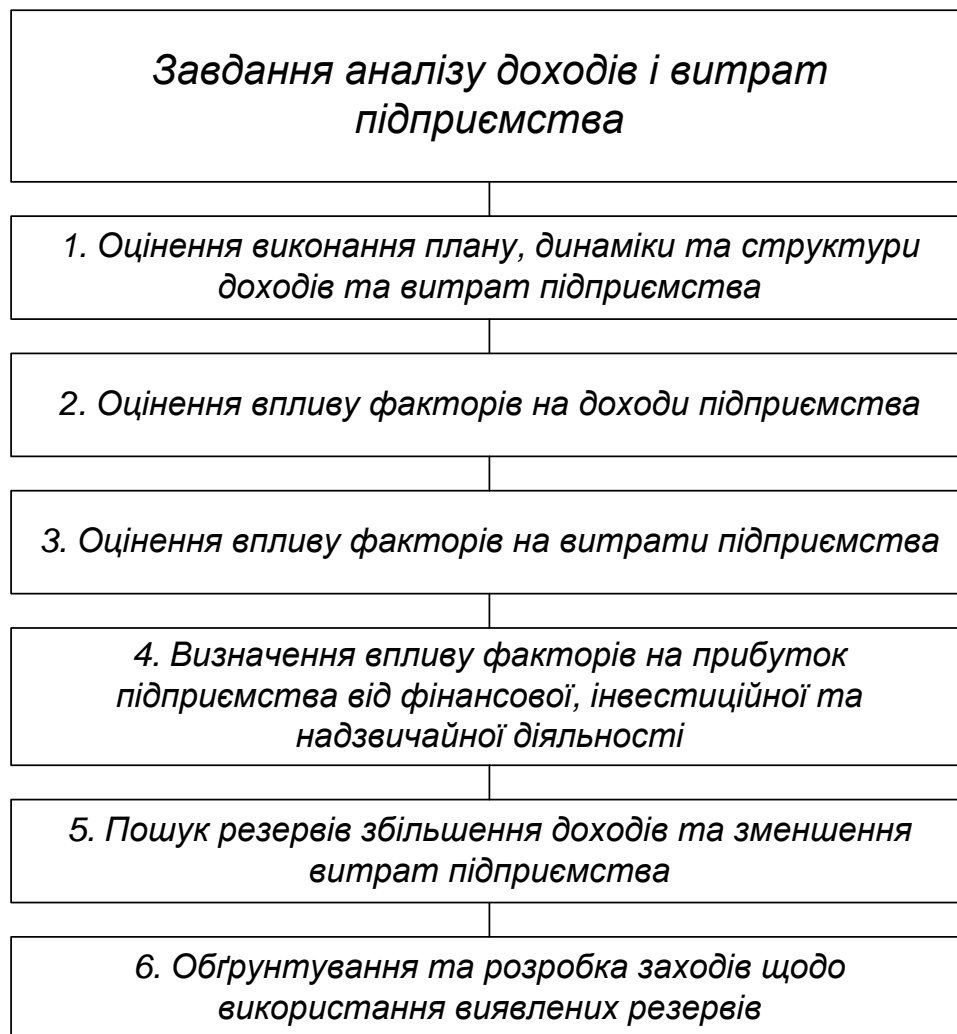 Завдання аналізу доходів і витрат
підприємства
1. Оцінення виконання плану, динаміки та структури
доходів та витрат підприємства
2. Оцінення впливу факторів на доходи підприємства
3. Оцінення впливу факторів на витрати підприємства
4. Визначення впливу факторів на прибуток
підприємства від фінансової, інвестиційної та
надзвичайної діяльності
5. Пошук резервів збільшення доходів та зменшення
витрат підприємства
6. Обґрунтування та розробка заходів щодо
використання виявлених резервів